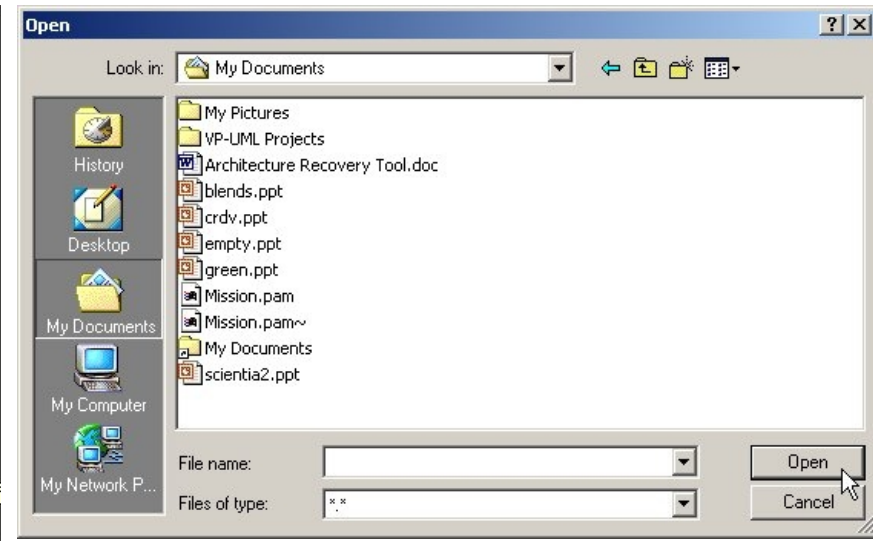 Open
Look in: My Documents
History
Desktop
My Documents
My Computer
My Network P...
My Pictures
VP-UML Projects
Architecture Recovery Tool.doc
blends.ppt
crdv.ppt
empty.ppt
green.ppt
Mission.pam
Mission.pam~
My Documents
scientia2.ppt
File name:
Open
Files of type: *.*
Cancel